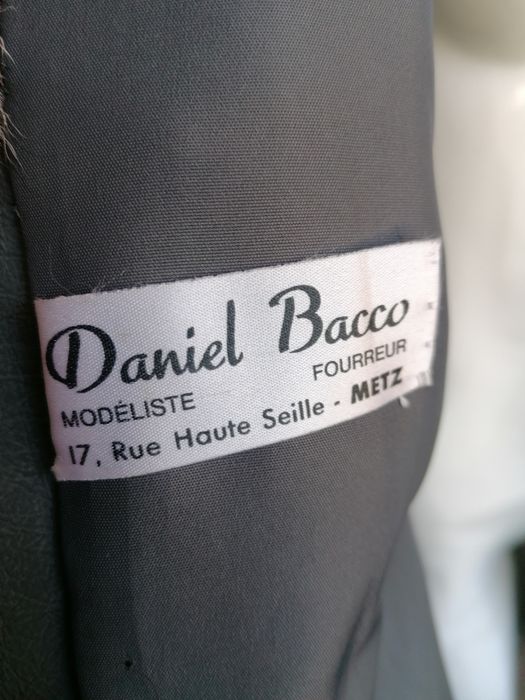 Daniel Bacco
MODÉLISTE FOURREUR
17, Rue Haute Seille - METZ